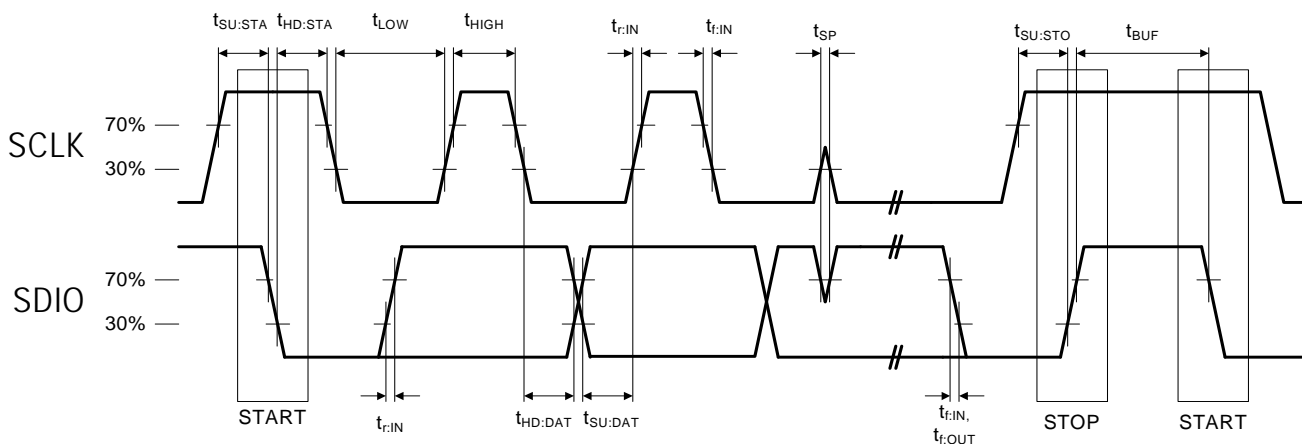 tSU:STA tHD:STA tLOW tHIGH tr:IN tf:IN tSP tSU:STO tBUF
SCLK
70%
30%
SDIO
70%
30%
START
tr:IN
tHD:DAT tSU:DAT
tf:IN,
tf:OUT
STOP
START